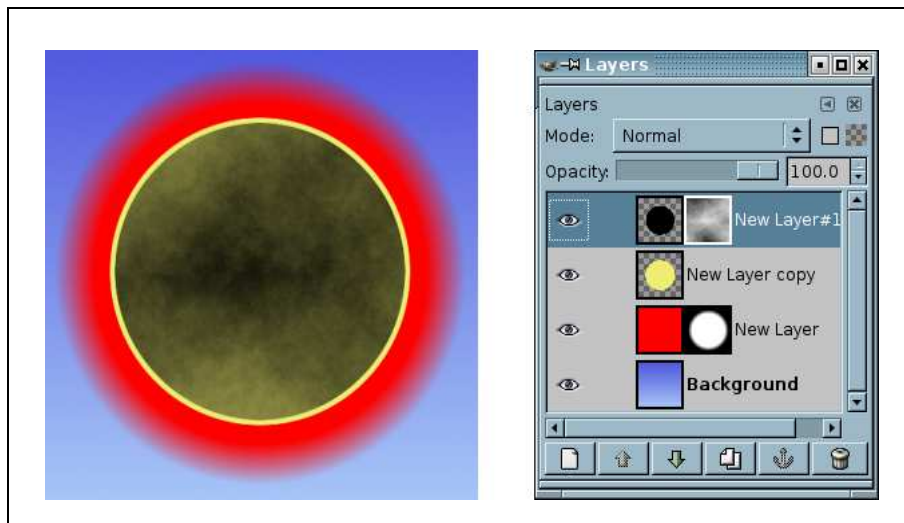 Layers
Layers
Mode: Normal
Opacity: 100.0
New Layer#1
New Layer copy
New Layer
Background